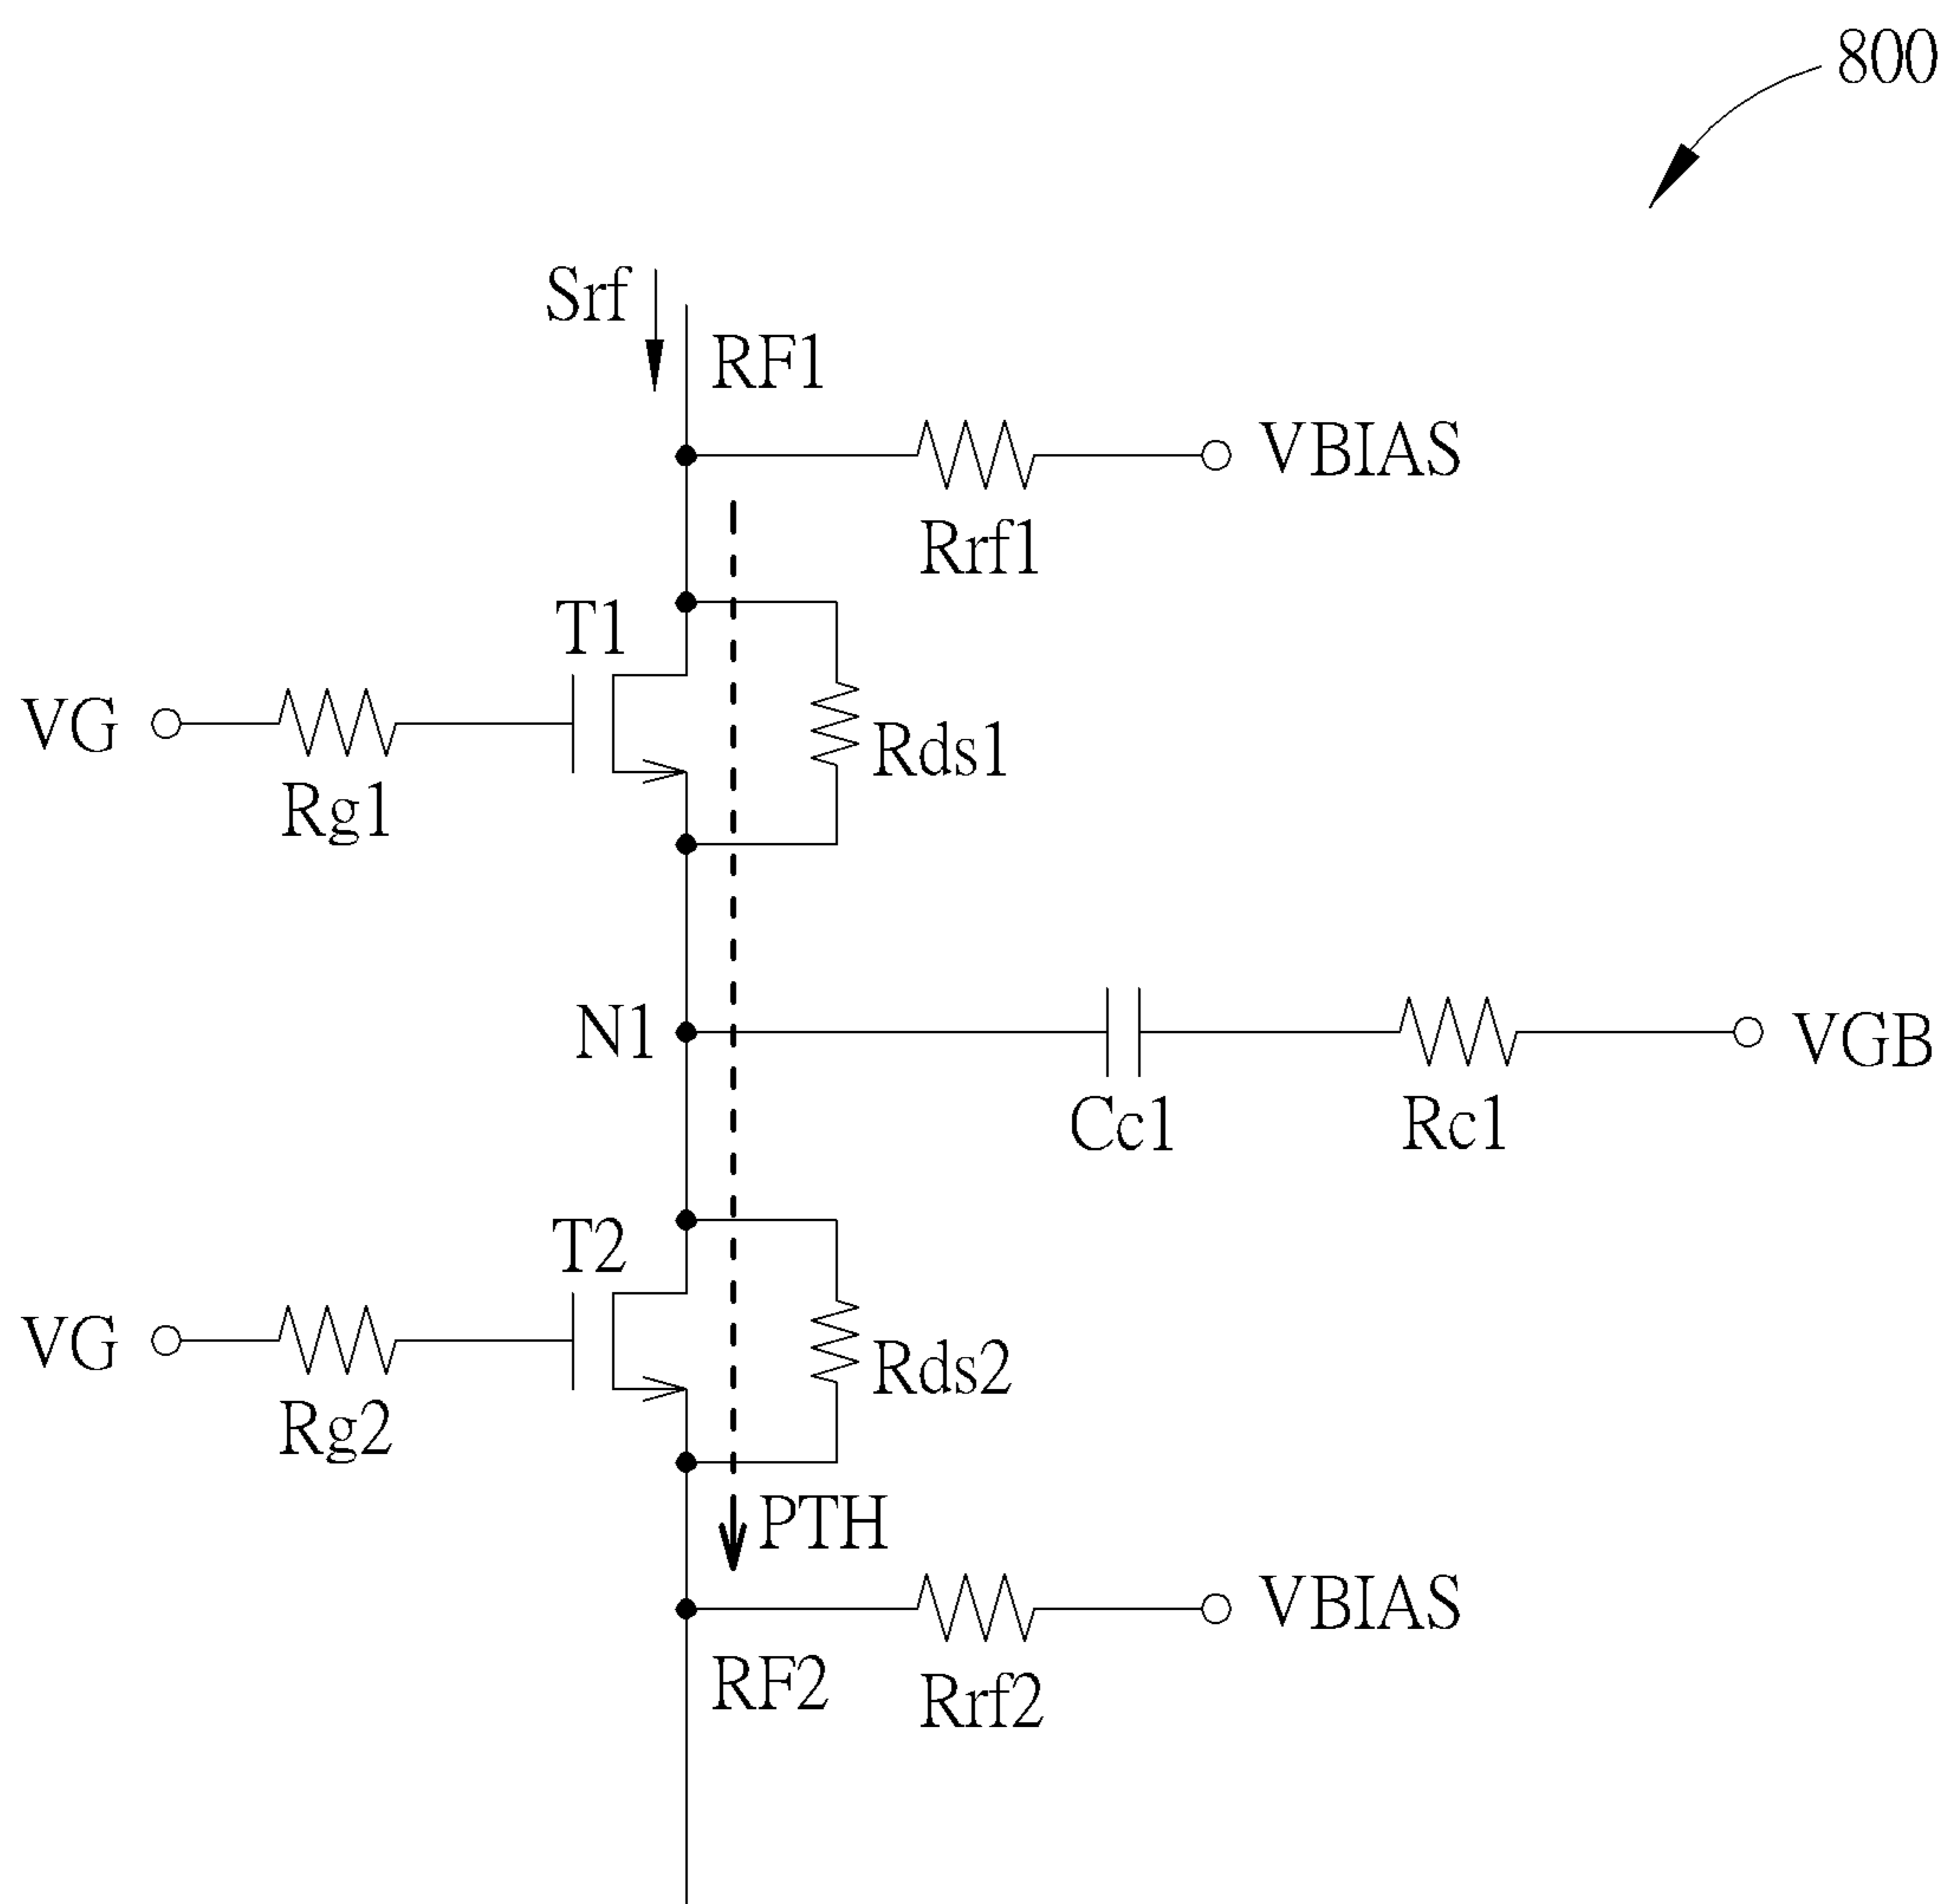 800
Srf
RF1
VBIAS
Rrf1
T1
VG
Rds1
Rg1
N1
VGB
Cc1
Rc1
T2
VG
Rds2
Rg2
PTH
VBIAS
RF2
Rrf2